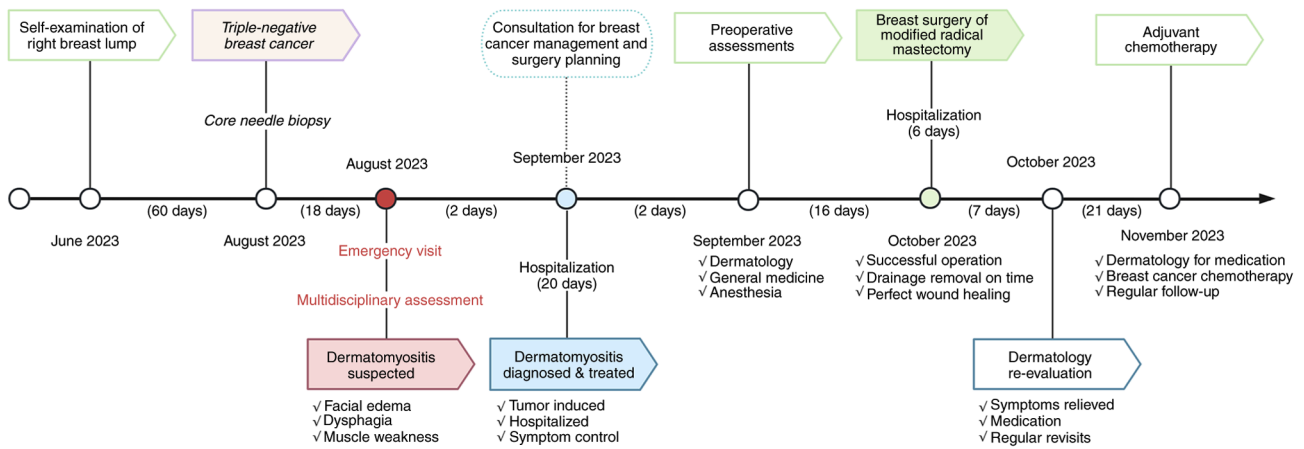 Self-examination of
right breast lump
Triple-negative
breast cancer
Consultation for breast
cancer management and
surgery planning
Preoperative
assessments
Breast surgery of
modified radical
mastectomy
Adjuvant
chemotherapy
Core needle biopsy
Hospitalization
(6 days)
August 2023
September 2023
October 2023
(60 days)
(18 days)
(2 days)
(2 days)
(16 days)
(7 days)
(21 days)
June 2023
August 2023
Emergency visit
Multidisciplinary assessment
Hospitalization
(20 days)
September 2023
√ Dermatology
√ General medicine
√ Anesthesia
October 2023
√ Successful operation
√ Drainage removal on time
√ Perfect wound healing
November 2023
√ Dermatology for medication
√ Breast cancer chemotherapy
√ Regular follow-up
Dermatomyositis
suspected
√ Facial edema
√ Dysphagia
√ Muscle weakness
Dermatomyositis
diagnosed & treated
√ Tumor induced
√ Hospitalized
√ Symptom control
Dermatology
re-evaluation
√ Symptoms relieved
√ Medication
√ Regular revisits